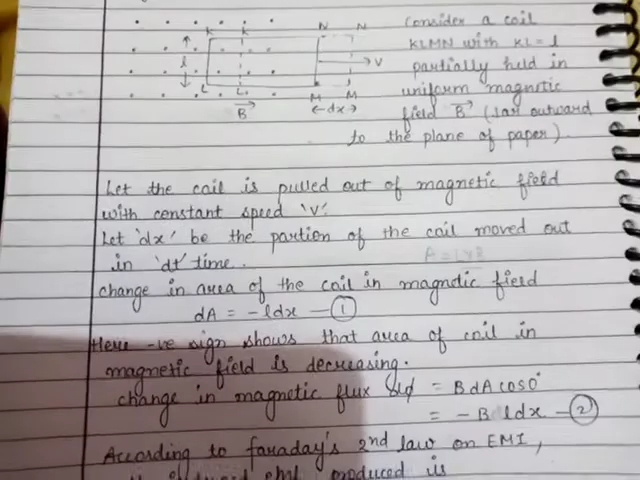 K K N N
Consider a coil
KLMN with KL = l
l
v
partially held in
L L M M
uniform magnetic
B→ ←dx→
field B→ (say outward
to the plane of paper).
Let the coil is pulled out of magnetic field
with constant speed 'v'.
Let 'dx' be the portion of the coil moved out
in 'dt' time.
change in area of the coil in magnetic field
dA = -ldx — ①
Here -ve sign shows that area of coil in
magnetic field is decreasing.
change in magnetic flux dϕ = BdA cos0°
= -Bldx — ②
According to faraday's 2nd law on EMI,
produced is